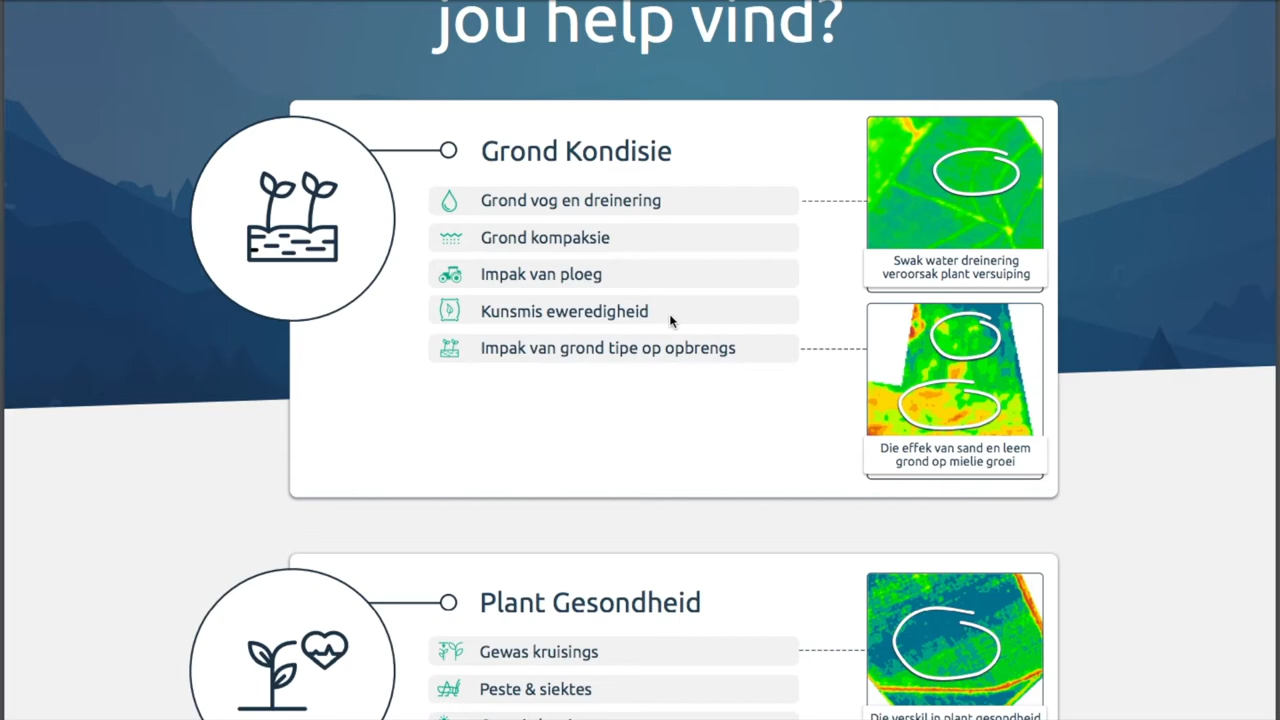 jou help vind?
Grond Kondisie
Grond vog en dreinering
Grond kompaksie
Impak van ploeg
Kunsmis eweredigheid
Impak van grond tipe op opbrengs
Swak water dreinering
veroorsak plant versuiping
Die effek van sand en leem
grond op mielie groei
Plant Gesondheid
Gewas kruisings
Peste & siektes
Die verskil in plant gesondheid